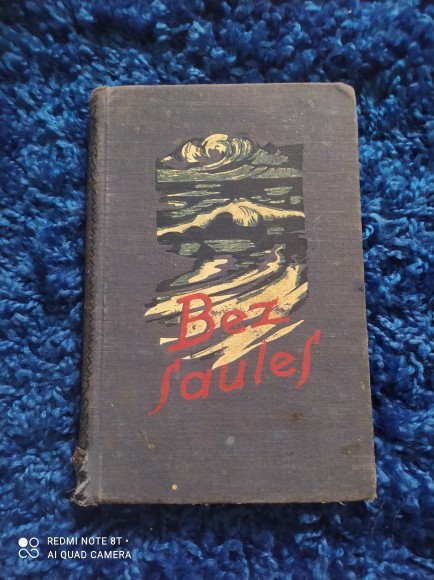 Bez
saules
REDMI NOTE 8T •
AI QUAD CAMERA